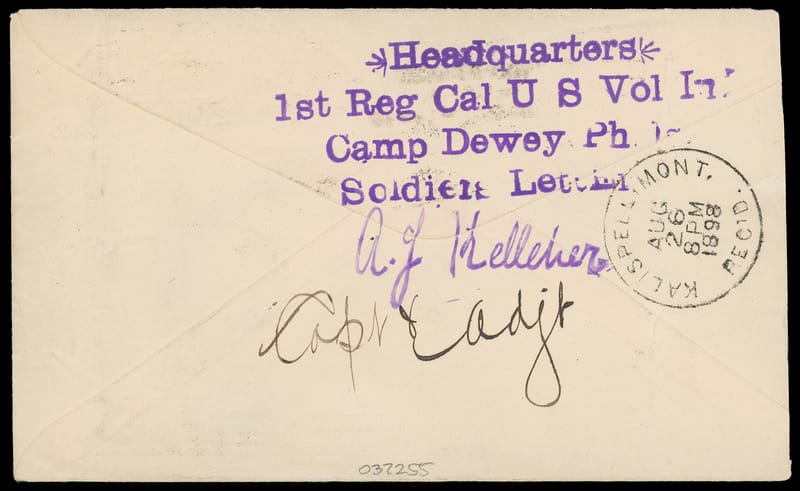 Headquarters
1st Reg Cal U S Vol Inf
Camp Dewey Ph. Is.
Soldiers Letter
A. J Kelleher
Capt & adjt
KALISPELL, MONT.
AUG
26
8 PM
1898
REC'D.
037255